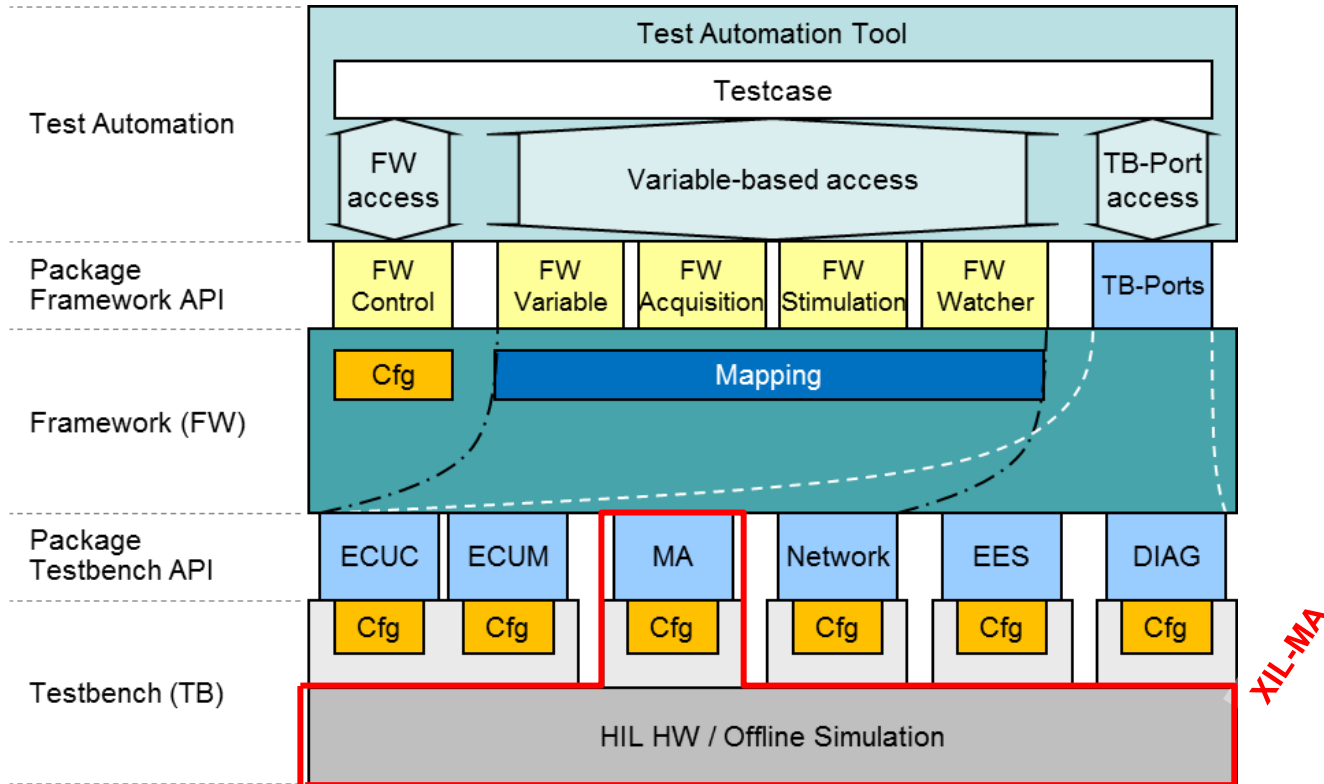 Test Automation Tool
Testcase
Test Automation
FW
access
Variable-based access
TB-Port
access
Package
Framework API
FW
Control
FW
Variable
FW
Acquisition
FW
Stimulation
FW
Watcher
TB-Ports
Cfg
Mapping
Framework (FW)
Package
Testbench API
ECUC
ECUM
MA
Network
EES
DIAG
Cfg
Cfg
Cfg
Cfg
Cfg
Cfg
XIL-MA
Testbench (TB)
HIL HW / Offline Simulation